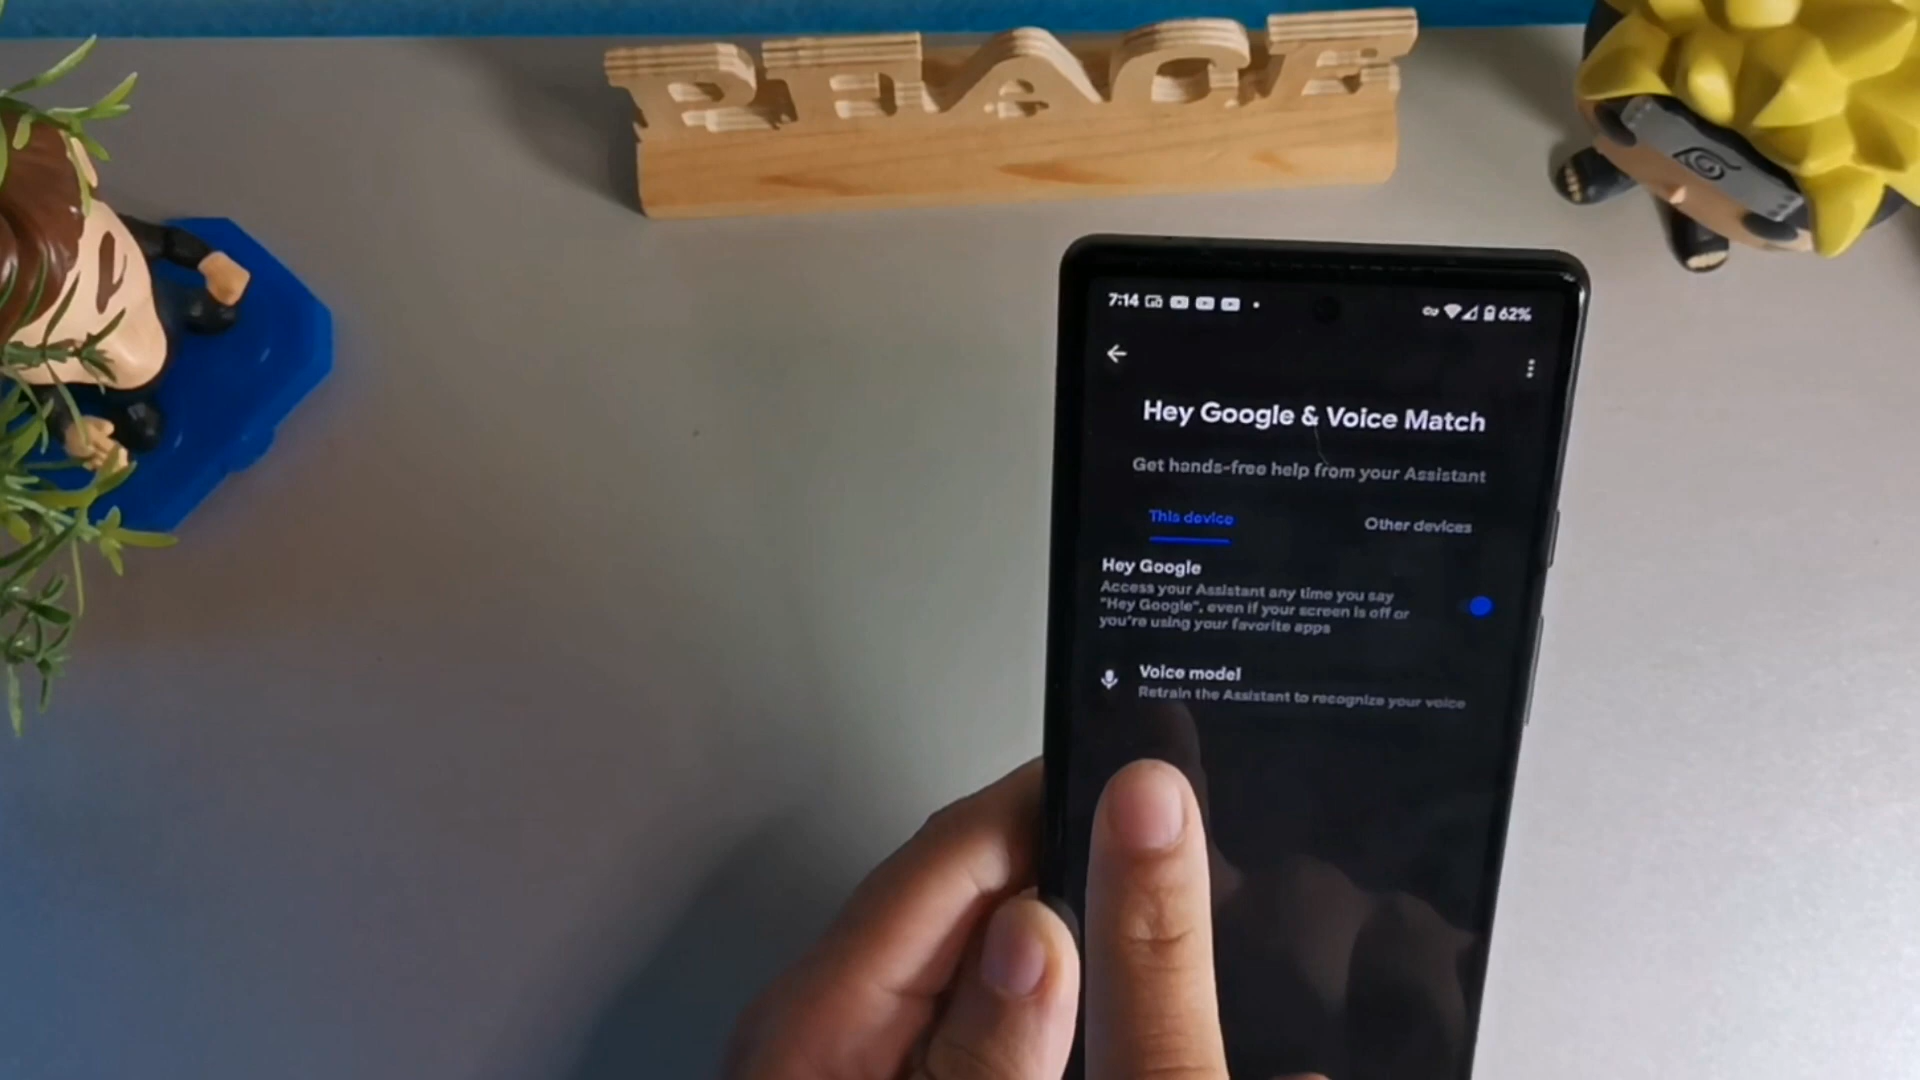 PEACE
7:14
62%
Hey Google & Voice Match
Get hands-free help from your Assistant
This device
Other devices
Hey Google
Access your Assistant any time you say
"Hey Google", even if your screen is off or
you're using your favorite apps
Voice model
Retrain the Assistant to recognize your voice